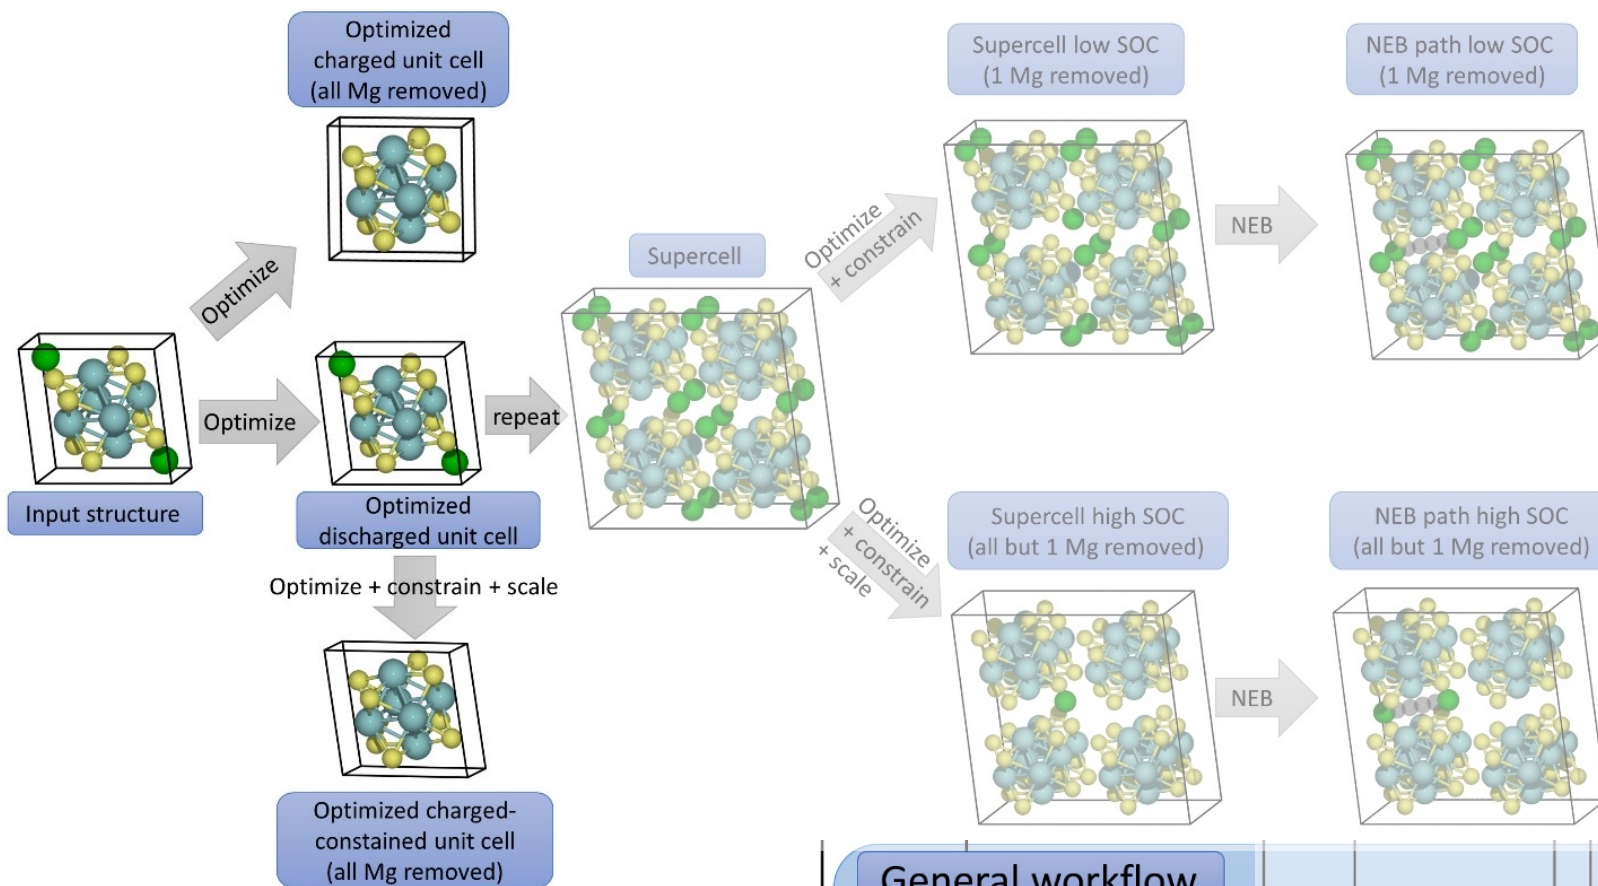 Optimized
charged unit cell
(all Mg removed)
Supercell low SOC
(1 Mg removed)
NEB path low SOC
(1 Mg removed)
Optimize
Supercell
Optimize
+ constrain
NEB
Optimize
repeat
Input structure
Optimized
discharged unit cell
Optimize + constrain + scale
Optimize
+ constrain
+ scale
Supercell high SOC
(all but 1 Mg removed)
NEB path high SOC
(all but 1 Mg removed)
NEB
Optimized charged-
constained unit cell
(all Mg removed)
General workflow